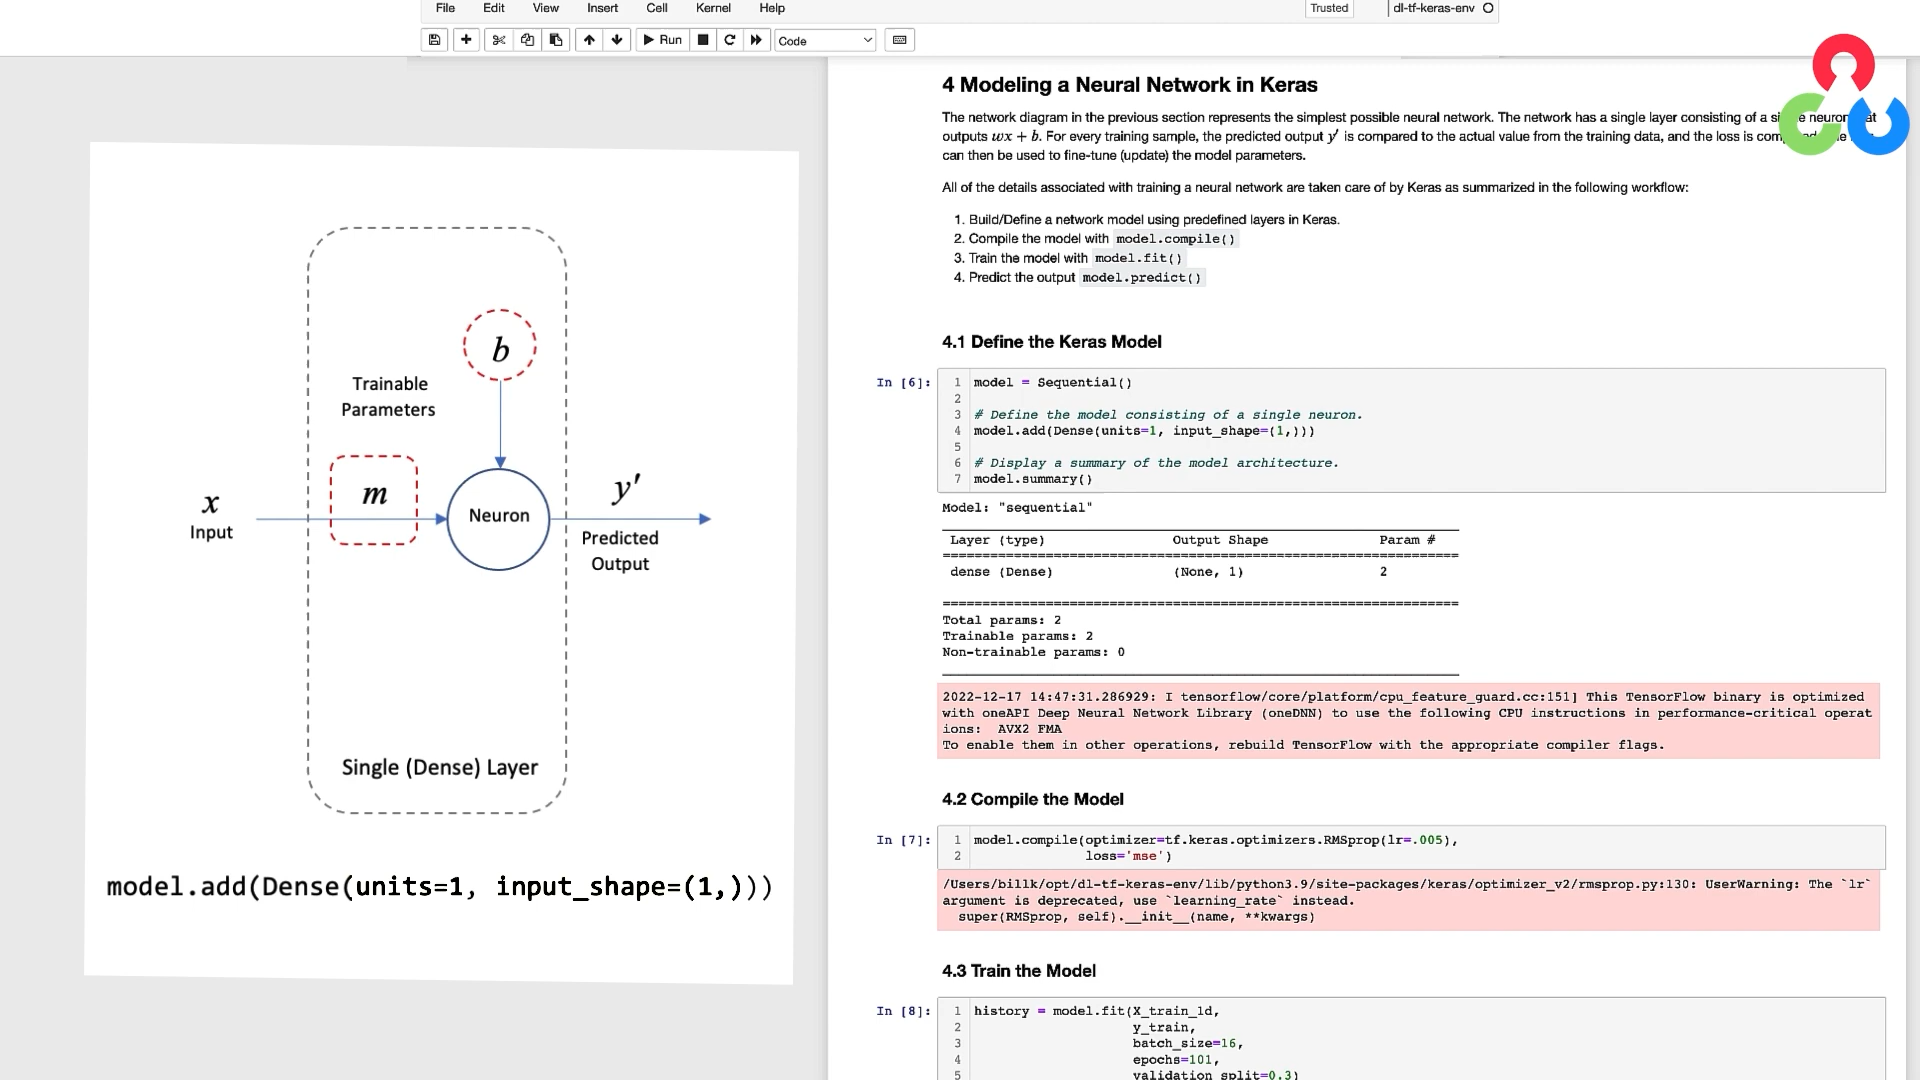 File Edit View Insert Cell Kernel Help Trusted dl-tf-keras-env
Run Code
b
Trainable
Parameters
m
x
Input
Neuron
y′
Predicted
Output
Single (Dense) Layer
model.add(Dense(units=1, input_shape=(1,)))
4 Modeling a Neural Network in Keras
The network diagram in the previous section represents the simplest possible neural network. The network has a single layer consisting of a neuron
outputs wx + b. For every training sample, the predicted output y′ is compared to the actual value from the training data, and the loss is
can then be used to fine-tune (update) the model parameters.
All of the details associated with training a neural network are taken care of by Keras as summarized in the following workflow:
1. Build/Define a network model using predefined layers in Keras.
2. Compile the model with model.compile()
3. Train the model with model.fit()
4. Predict the output model.predict()
4.1 Define the Keras Model
In [6]:
1 model = Sequential()
2
3 # Define the model consisting of a single neuron.
4 model.add(Dense(units=1, input_shape=(1,)))
5
6 # Display a summary of the model architecture.
7 model.summary()
Model: "sequential"
Layer (type) Output Shape Param #
=================================================================
dense (Dense) (None, 1) 2
=================================================================
Total params: 2
Trainable params: 2
Non-trainable params: 0
2022-12-17 14:47:31.286929: I tensorflow/core/platform/cpu_feature_guard.cc:151] This TensorFlow binary is optimized
with oneAPI Deep Neural Network Library (oneDNN) to use the following CPU instructions in performance-critical operat
ions:  AVX2 FMA
To enable them in other operations, rebuild TensorFlow with the appropriate compiler flags.
4.2 Compile the Model
In [7]:
1 model.compile(optimizer=tf.keras.optimizers.RMSprop(lr=.005),
2 loss='mse')
/Users/billk/opt/dl-tf-keras-env/lib/python3.9/site-packages/keras/optimizer_v2/rmsprop.py:130: UserWarning: The `lr`
argument is deprecated, use `learning_rate` instead.
super(RMSprop, self).__init__(name, **kwargs)
4.3 Train the Model
In [8]:
1 history = model.fit(X_train_1d,
2 y_train,
3 batch_size=16,
4 epochs=101,
5 validation_split=0.3)